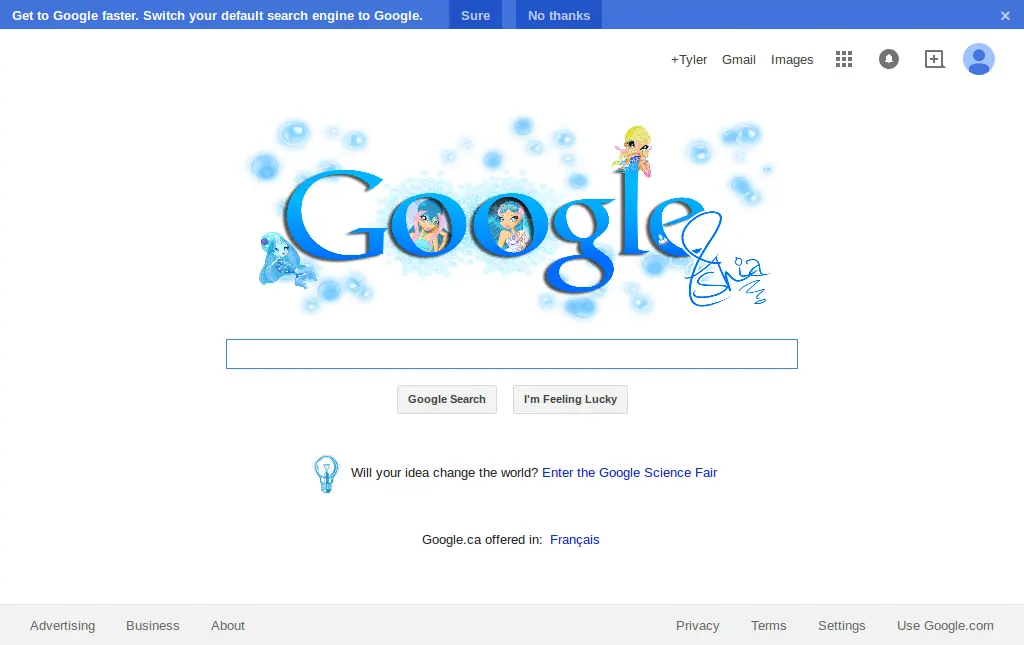 Get to Google faster. Switch your default search engine to Google. Sure No thanks ×
+Tyler Gmail Images
Google
Google Search I'm Feeling Lucky
Will your idea change the world? Enter the Google Science Fair
Google.ca offered in: Français
Advertising Business About Privacy Terms Settings Use Google.com